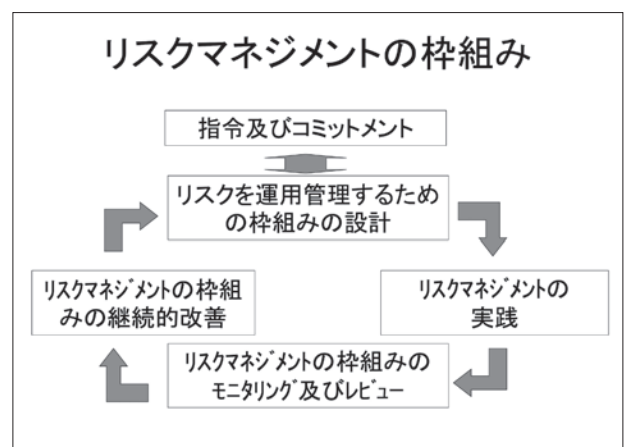 リスクマネジメントの枠組み
指令及びコミットメント
リスクを運用管理するため
の枠組みの設計
ﾘｽｸﾏﾈｼﾞﾒﾝﾄの枠組
みの継続的改善
ﾘｽｸﾏﾈｼﾞﾒﾝﾄの
実践
ﾘｽｸﾏﾈｼﾞﾒﾝﾄの枠組みの
ﾓﾆﾀﾘﾝｸﾞ及びﾚﾋﾞｭｰ